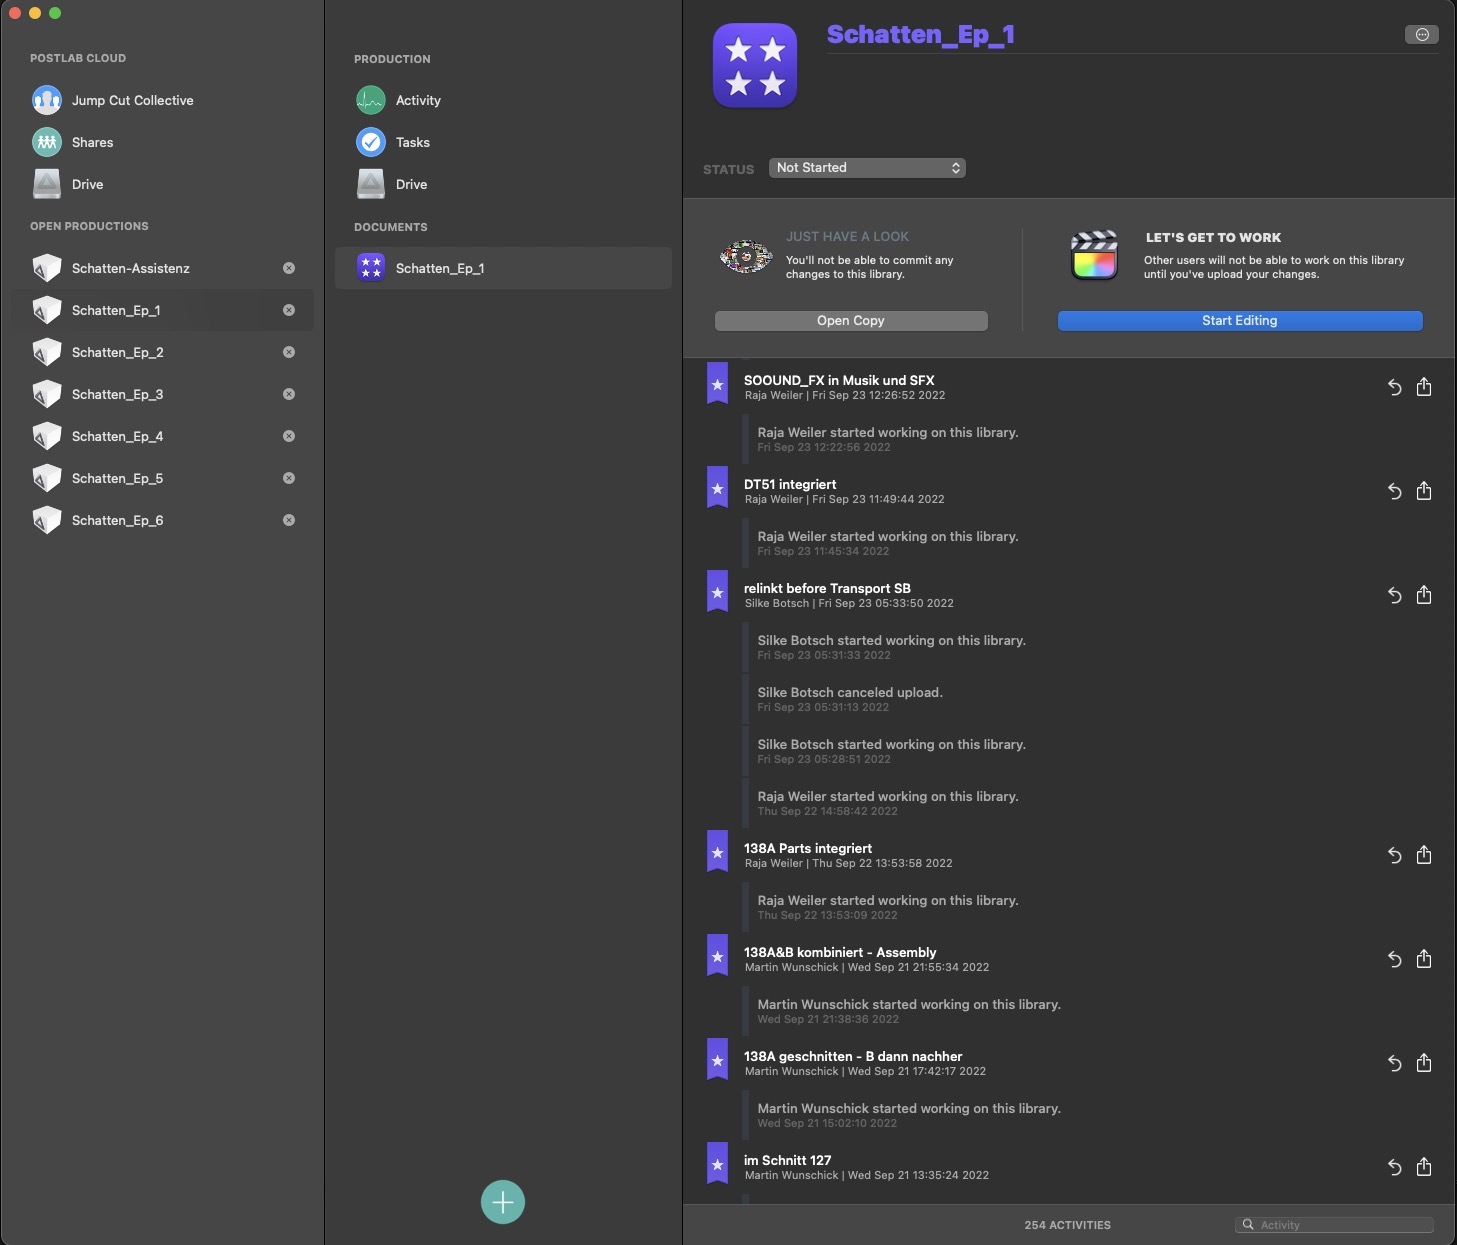 POSTLAB CLOUD
Jump Cut Collective
Shares
Drive
OPEN PRODUCTIONS
Schatten-Assistenz
Schatten_Ep_1
Schatten_Ep_2
Schatten_Ep_3
Schatten_Ep_4
Schatten_Ep_5
Schatten_Ep_6
PRODUCTION
Activity
Tasks
Drive
DOCUMENTS
Schatten_Ep_1
Schatten_Ep_1
STATUS Not Started
JUST HAVE A LOOK
You'll not be able to commit any
changes to this library.
Open Copy
LET'S GET TO WORK
Other users will not be able to work on this library
until you've upload your changes.
Start Editing
SOOUND_FX in Musik und SFX
Raja Weiler | Fri Sep 23 12:26:52 2022
Raja Weiler started working on this library.
Fri Sep 23 12:22:56 2022
DT51 integriert
Raja Weiler | Fri Sep 23 11:49:44 2022
Raja Weiler started working on this library.
Fri Sep 23 11:45:34 2022
relinkt before Transport SB
Silke Botsch | Fri Sep 23 05:33:50 2022
Silke Botsch started working on this library.
Fri Sep 23 05:31:33 2022
Silke Botsch canceled upload.
Fri Sep 23 05:31:13 2022
Silke Botsch started working on this library.
Fri Sep 23 05:28:51 2022
Raja Weiler started working on this library.
Thu Sep 22 14:58:42 2022
138A Parts integriert
Raja Weiler | Thu Sep 22 13:53:58 2022
Raja Weiler started working on this library.
Thu Sep 22 13:53:09 2022
138A&B kombiniert - Assembly
Martin Wunschick | Wed Sep 21 21:55:34 2022
Martin Wunschick started working on this library.
Wed Sep 21 21:38:36 2022
138A geschnitten - B dann nachher
Martin Wunschick | Wed Sep 21 17:42:17 2022
Martin Wunschick started working on this library.
Wed Sep 21 15:02:10 2022
im Schnitt 127
Martin Wunschick | Wed Sep 21 13:35:24 2022
254 ACTIVITIES
Activity